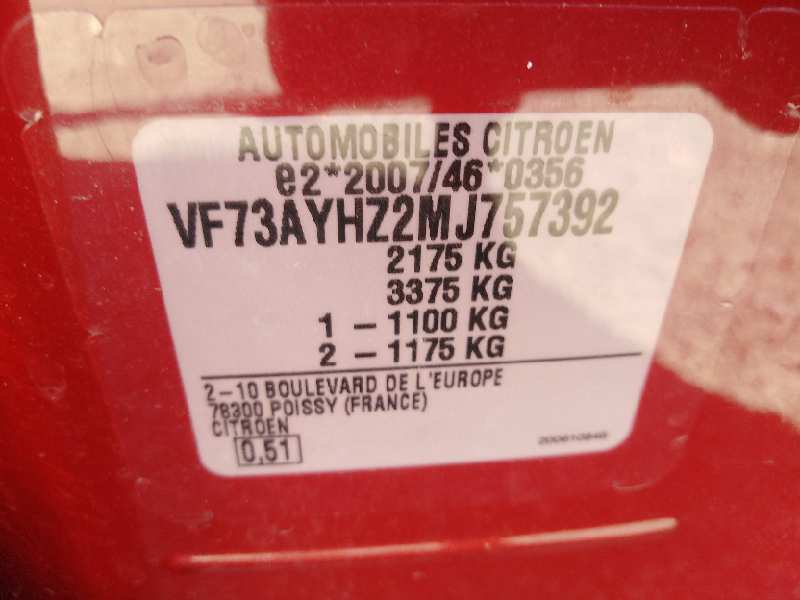 AUTOMOBILES CITROEN
e2*2007/46*0356
VF73AYHZ2MJ757392
2175 KG
3375 KG
1 - 1100 KG
2 - 1175 KG
2-10 BOULEVARD DE L'EUROPE
78300 POISSY (FRANCE)
CITROEN
0,51